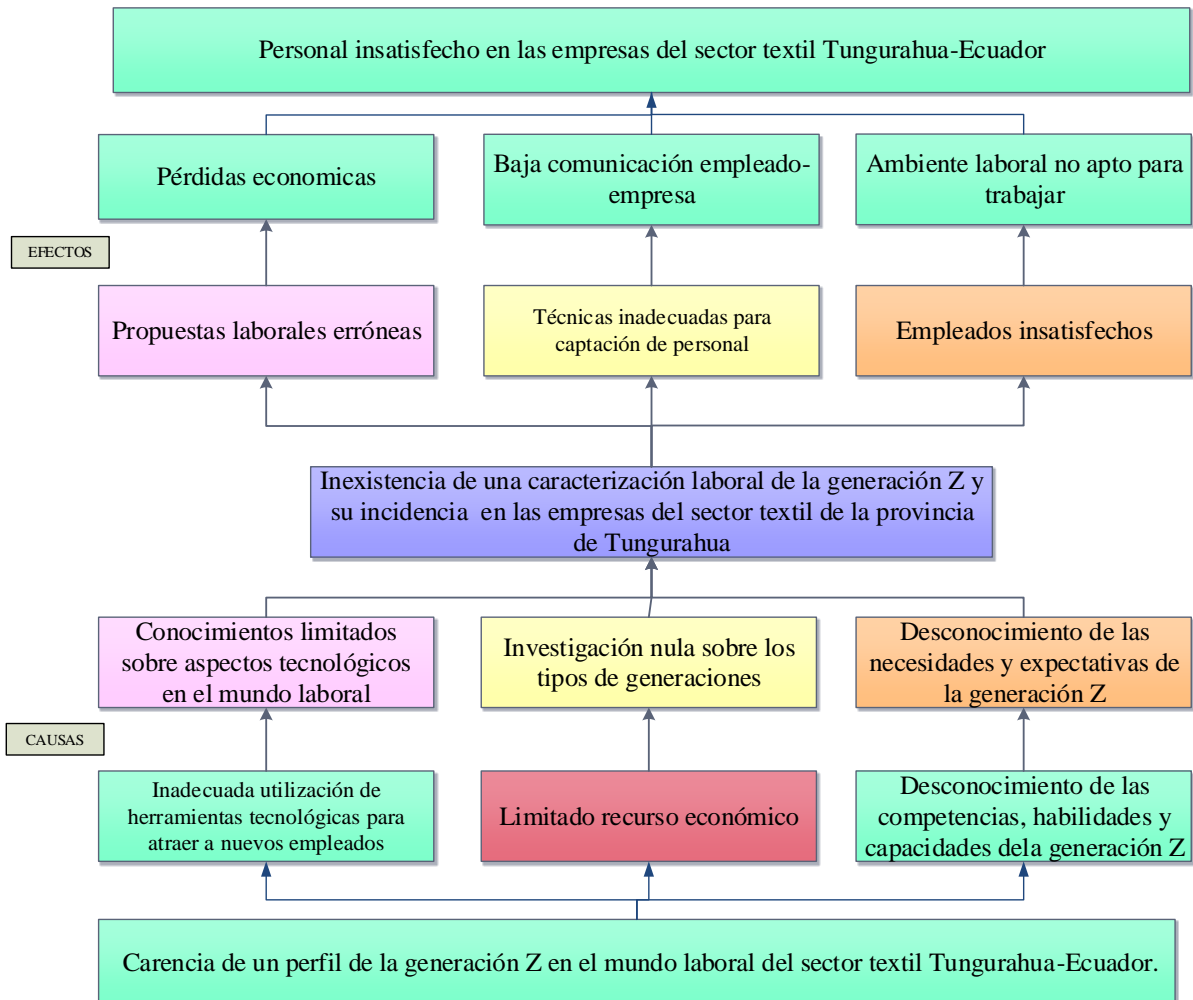 Personal insatisfecho en las empresas del sector textil Tungurahua-Ecuador
Pérdidas economicas
Baja comunicación empleado-
empresa
Ambiente laboral no apto para
trabajar
EFECTOS
Propuestas laborales erróneas
Técnicas inadecuadas para
captación de personal
Empleados insatisfechos
Inexistencia de una caracterización laboral de la generación Z y
su incidencia en las empresas del sector textil de la provincia
de Tungurahua
Conocimientos limitados
sobre aspectos tecnológicos
en el mundo laboral
Investigación nula sobre los
tipos de generaciones
Desconocimiento de las
necesidades y expectativas de
la generación Z
CAUSAS
Inadecuada utilización de
herramientas tecnológicas para
atraer a nuevos empleados
Limitado recurso económico
Desconocimiento de las
competencias, habilidades y
capacidades dela generación Z
Carencia de un perfil de la generación Z en el mundo laboral del sector textil Tungurahua-Ecuador.